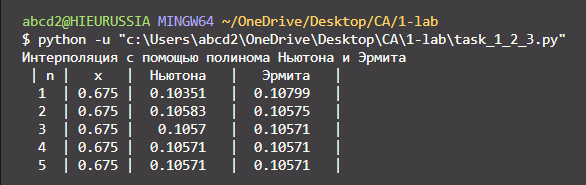 abcd2@HIEURUSSIA MINGW64 ~/OneDrive/Desktop/CA/1-lab
$ python -u "c:\Users\abcd2\OneDrive\Desktop\CA\1-lab\task_1_2_3.py"
Интерполяция с помощью полинома Ньютона и Эрмита
| n | x | Ньютона | Эрмита |
1 | 0.675 | 0.10351 | 0.10799 |
2 | 0.675 | 0.10583 | 0.10575 |
3 | 0.675 | 0.1057 | 0.10571 |
4 | 0.675 | 0.10571 | 0.10571 |
5 | 0.675 | 0.10571 | 0.10571 |